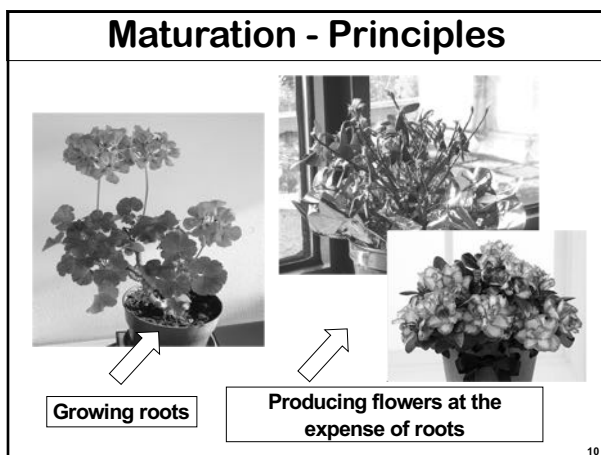 Maturation - Principles
Growing roots
Producing flowers at the
expense of roots
10